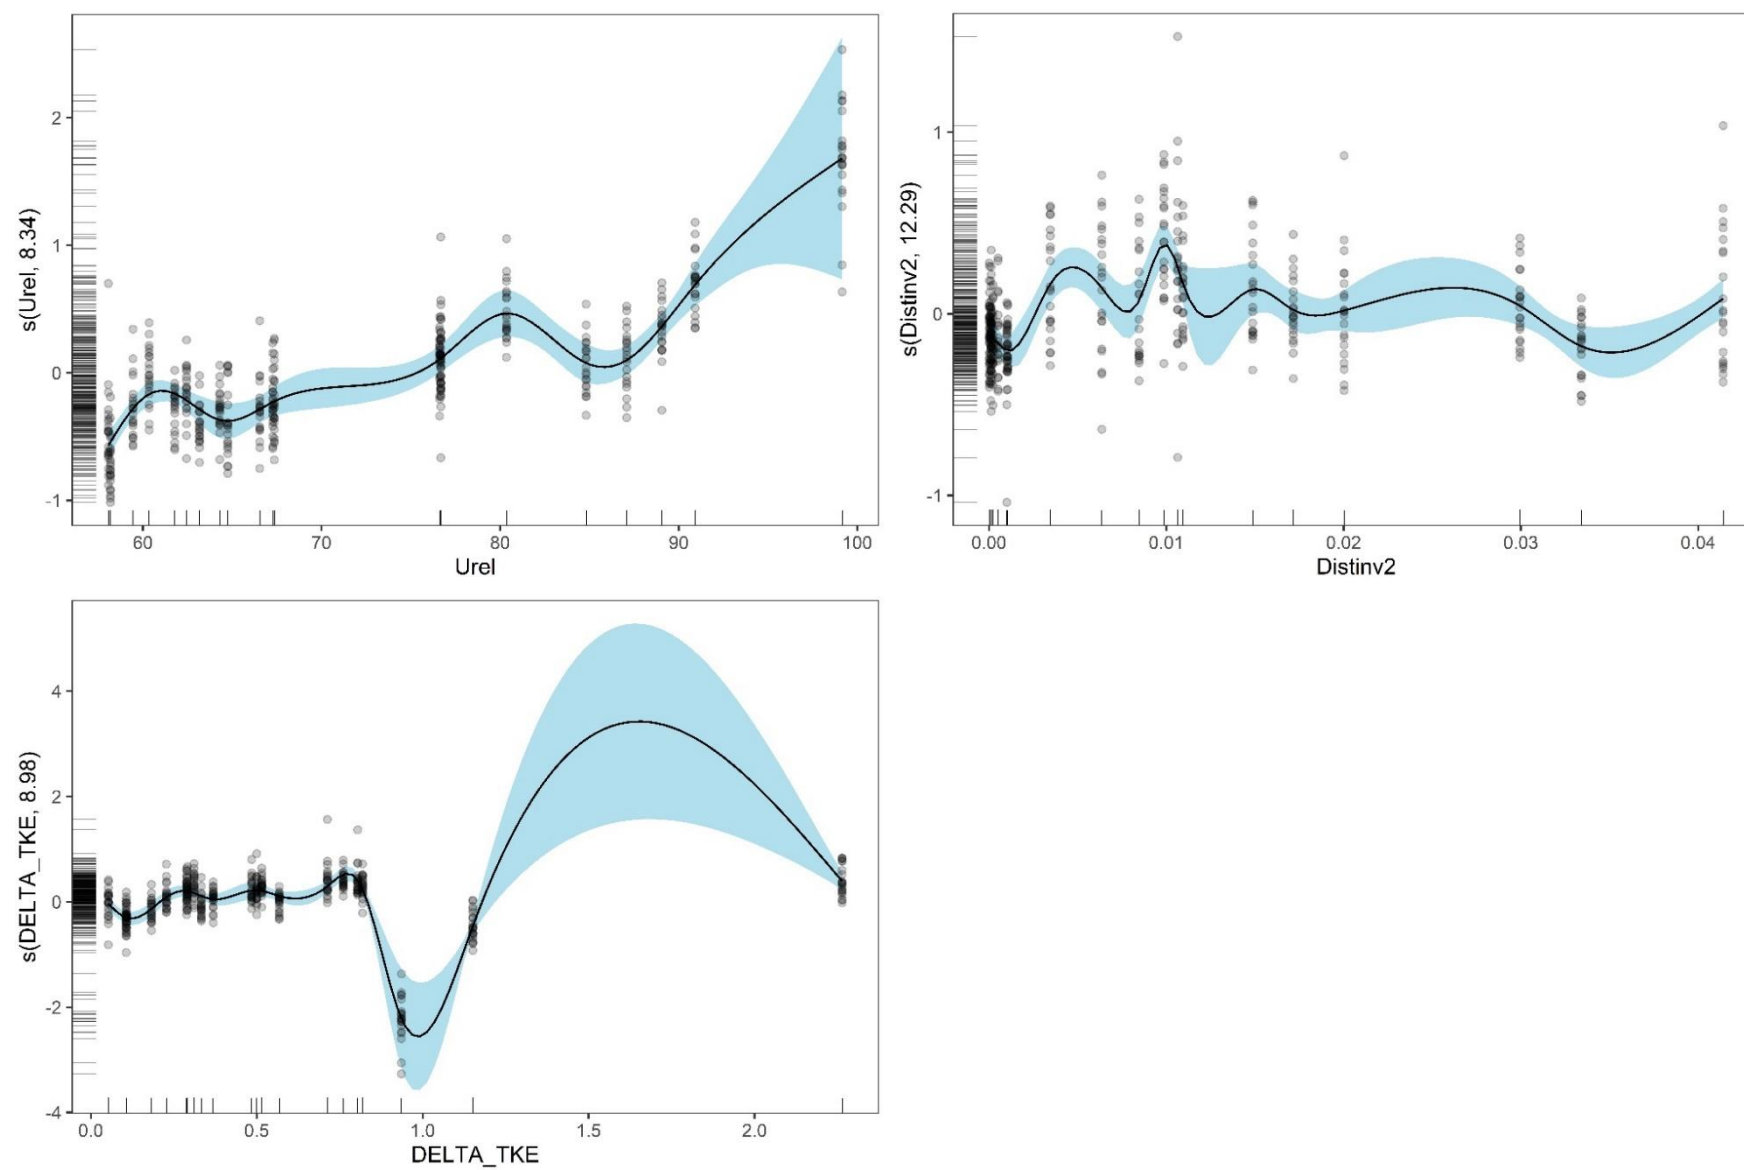 s(Urel, 8.34)
2
1
0
-1
60 70 80 90 100
Urel
s(Distinv2, 12.29)
1
0
-1
0.00 0.01 0.02 0.03 0.04
Distinv2
s(DELTA_TKE, 8.98)
4
2
0
-2
-4
0.0 0.5 1.0 1.5 2.0
DELTA_TKE